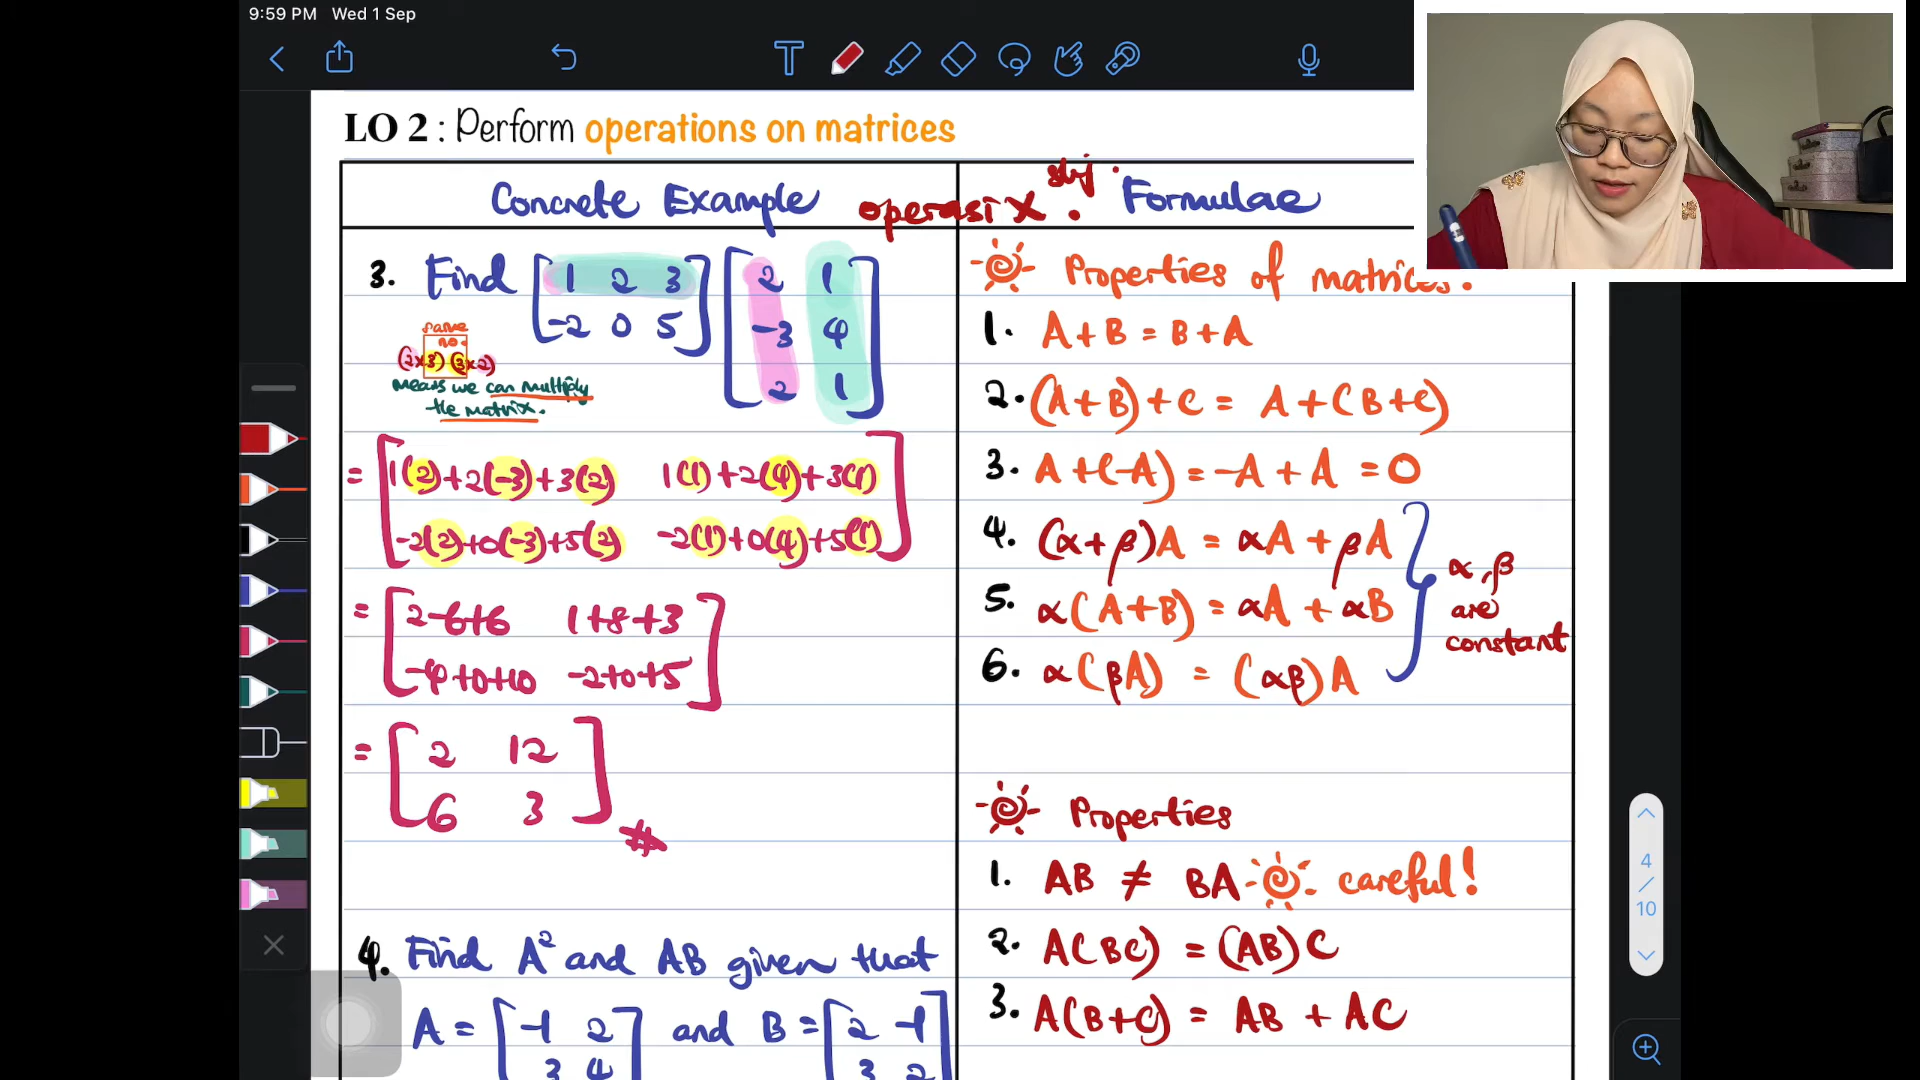 9:59 PM Wed 1 Sep
LO 2 : Perform operations on matrices
Concrete Example
operasi X .
Formulae
3. Find [1 2 3] [2 1]
[-2 0 5] [-3 4]
[2 1]
same
no.
(2x3) (3x2)
means we can multiply
the matrix.
= [1(2)+2(-3)+3(2) 1(1)+2(4)+3(1)]
[-2(2)+0(-3)+5(2) -2(1)+0(4)+5(1)]
= [2-6+6 1+8+3]
[-4+0+10 -2+0+5]
= [2 12]
[6 3] #
4. Find A² and AB given that
A = [-1 2] and B = [2 -1]
[3 4] [3 2]
Properties of matrices.
1. A+B = B+A
2. (A+B)+C = A+(B+C)
3. A+(-A) = -A+A = 0
4. (α+β)A = αA + βA
5. α(A+B) = αA + αB
6. α(βA) = (αβ)A
α,β
are
constant
Properties
1. AB ≠ BA careful!
2. A(BC) = (AB)C
3. A(B+C) = AB + AC
4
/
10